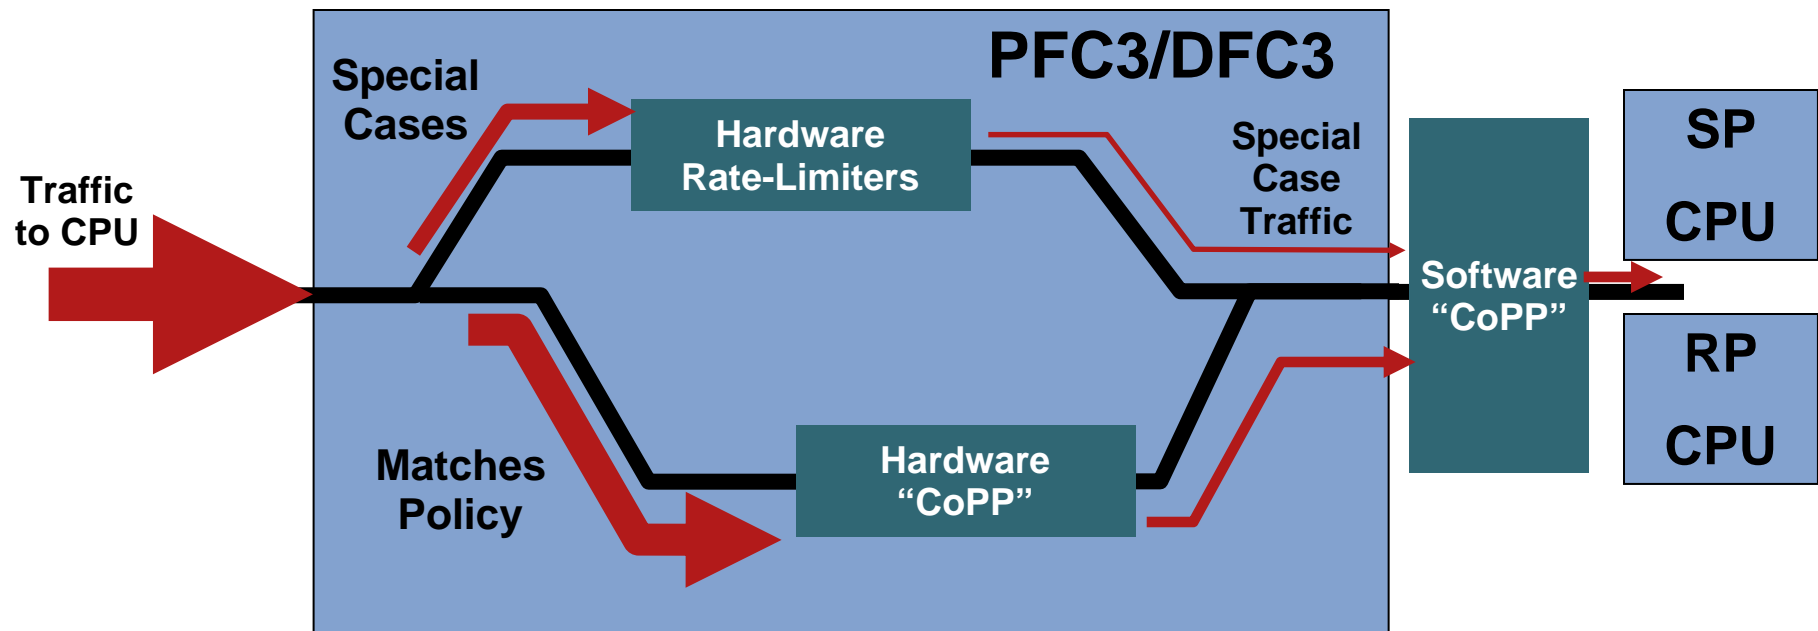 PFC3/DFC3
Special
Cases
Traffic
to CPU
Hardware
Rate-Limiters
Special
Case
Traffic
Matches
Policy
Hardware
“CoPP”
Software
“CoPP”
SP
CPU
RP
CPU